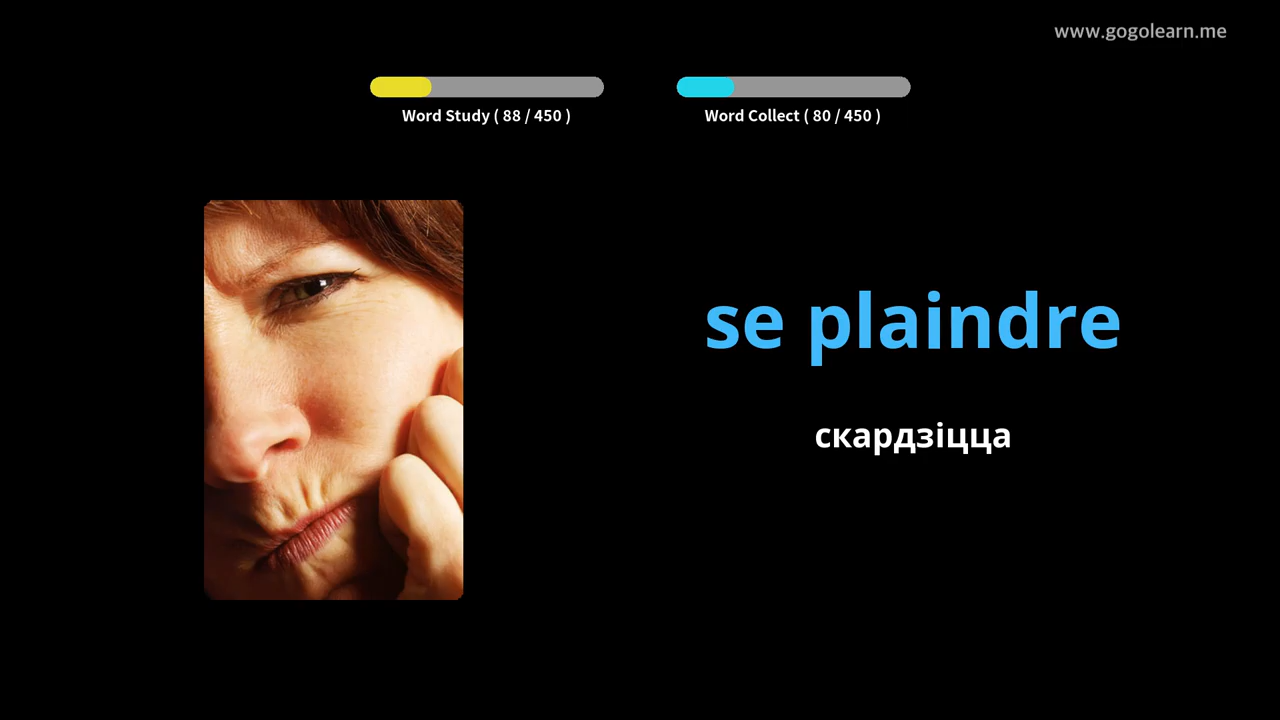 www.gogolearn.me
Word Study ( 88 / 450 )
Word Collect ( 80 / 450 )
se plaindre
скардзіцца